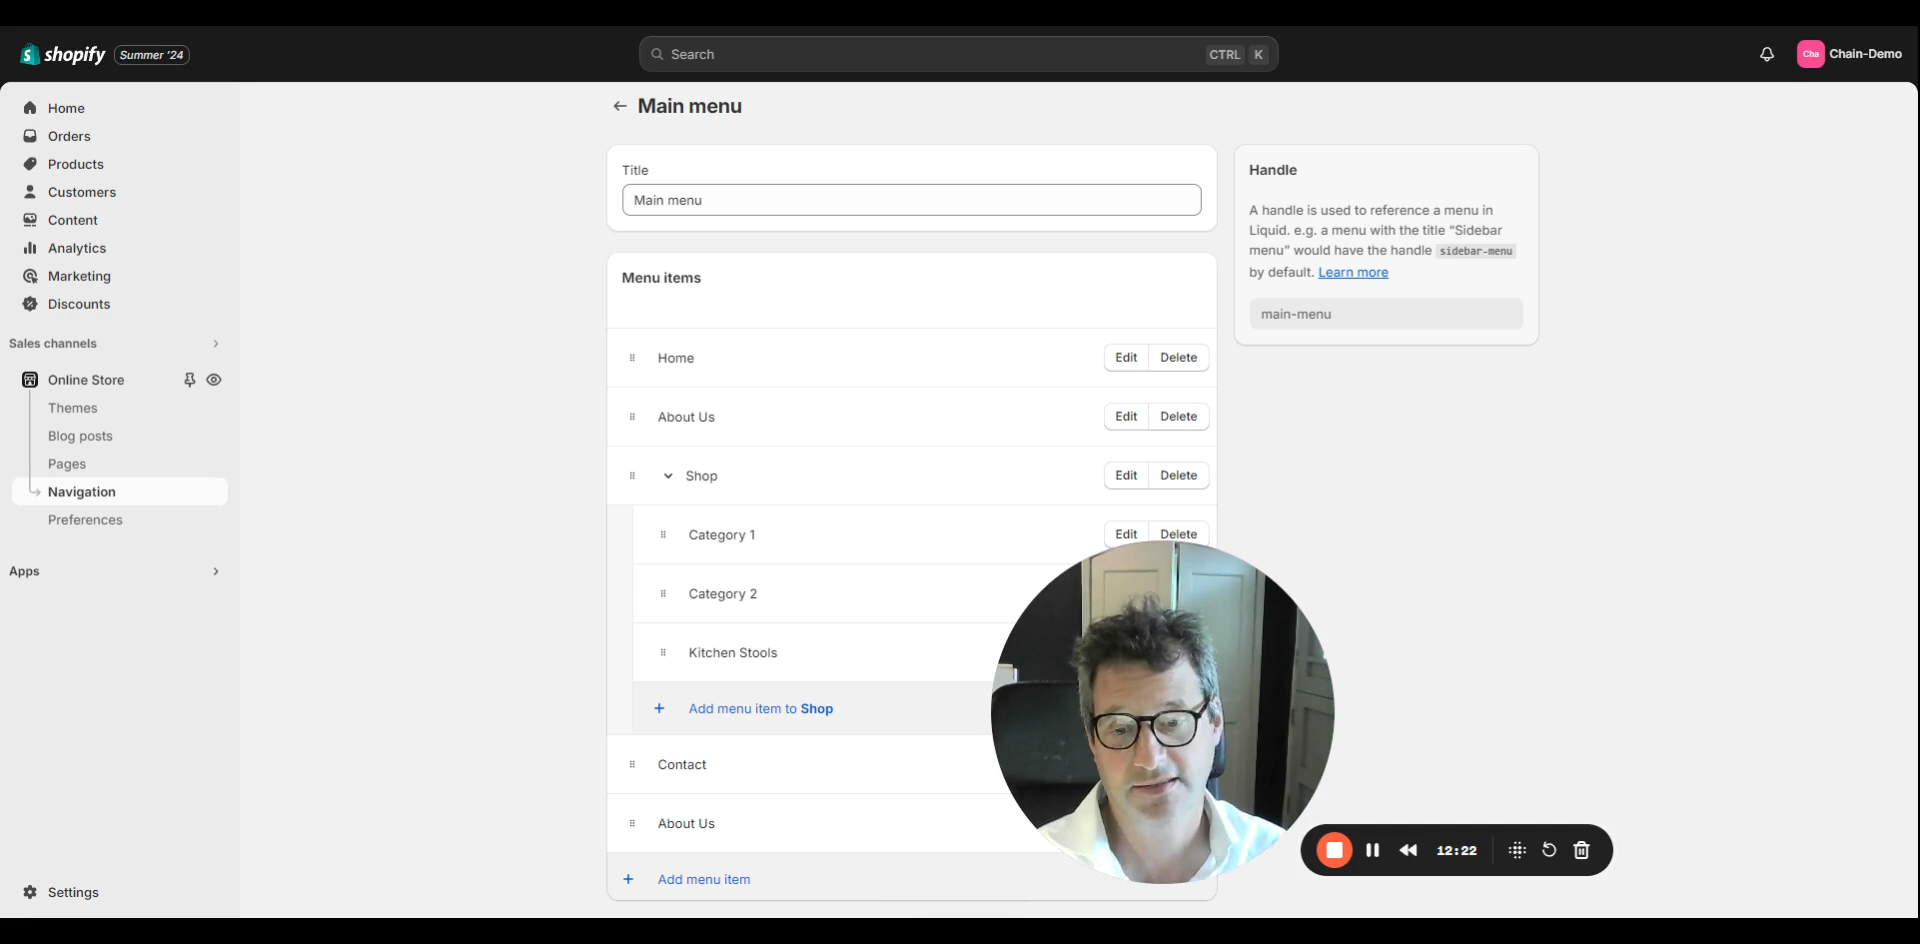 shopify
Summer '24
Search
CTRL K
Cha
Chain-Demo
Home
Orders
Products
Customers
Content
Analytics
Marketing
Discounts
Sales channels
Online Store
Themes
Blog posts
Pages
Navigation
Preferences
Apps
Settings
Main menu
Title
Main menu
Menu items
Home
Edit Delete
About Us
Edit Delete
Shop
Edit Delete
Category 1
Edit Delete
Category 2
Kitchen Stools
Add menu item to Shop
Contact
About Us
Add menu item
Handle
A handle is used to reference a menu in
Liquid. e.g. a menu with the title “Sidebar
menu” would have the handle sidebar-menu
by default. Learn more
main-menu
12:22